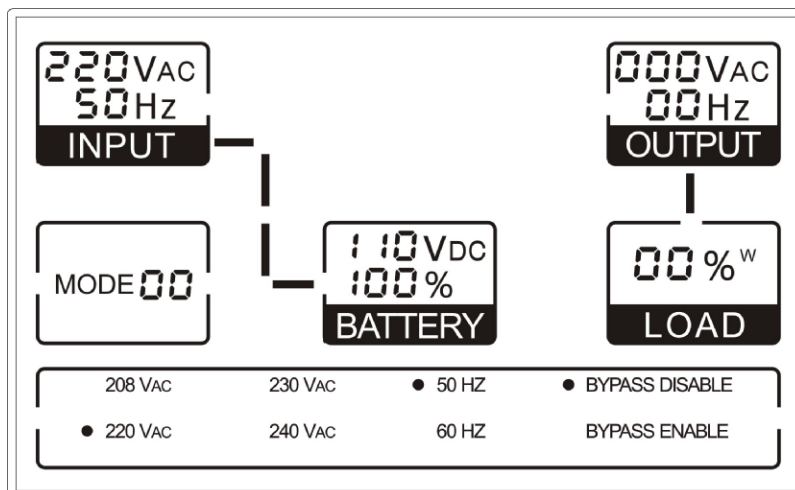 220VAC
50Hz
INPUT
000VAC
00Hz
OUTPUT
MODE 00
110VDC
100%
BATTERY
00%W
LOAD
208 VAC 230 VAC ● 50 HZ ● BYPASS DISABLE
● 220 VAC 240 VAC 60 HZ BYPASS ENABLE